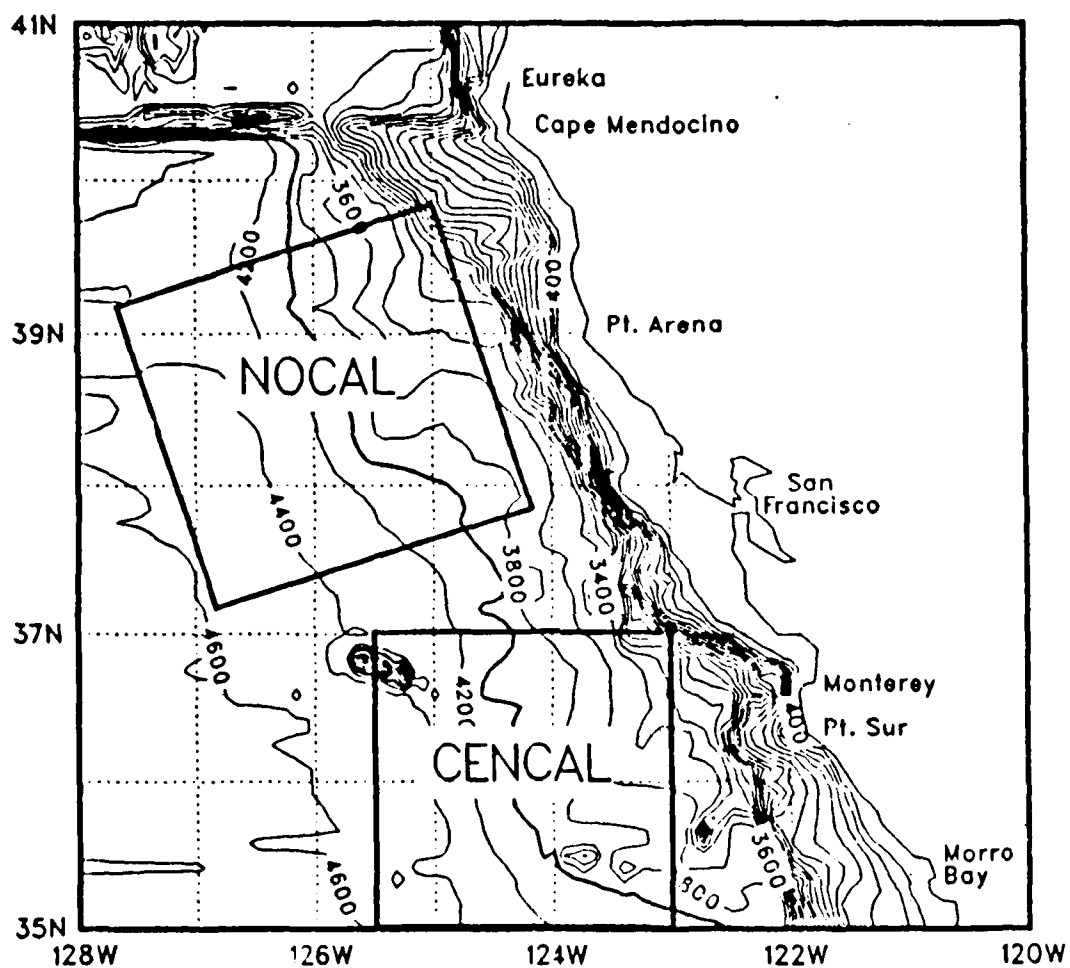 41N
Eureka
Cape Mendocino
360
4200
400
39N
Pt. Arena
NOCAL
San
Francisco
4400
3800
3400
37N
4600
4200
Monterey
400
Pt. Sur
CENCAL
3600
Morro
Bay
4600
800
35N
128W
126W
124W
122W
120W